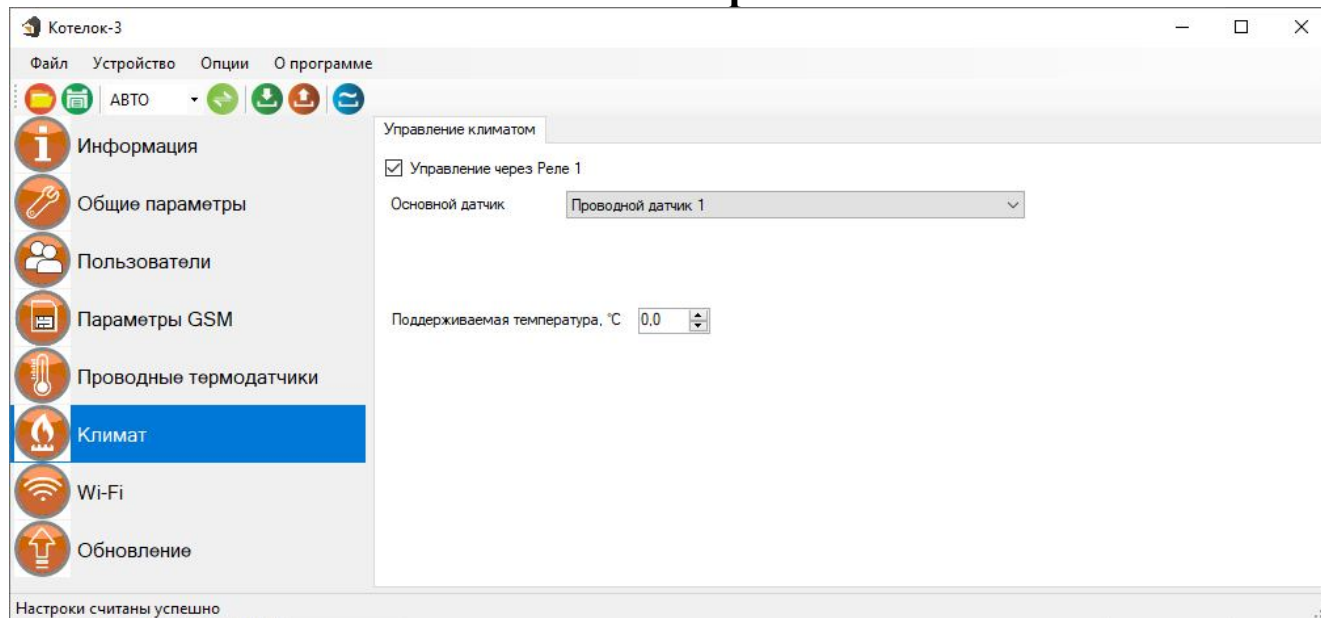 Котелок-3
Файл Устройство Опции О программе
АВТО
Информация
Общие параметры
Пользователи
Параметры GSM
Проводные термодатчики
Климат
Wi-Fi
Обновление
Управление климатом
Управление через Реле 1
Основной датчик Проводной датчик 1
Поддерживаемая температура, °C 0,0
Настроки считаны успешно